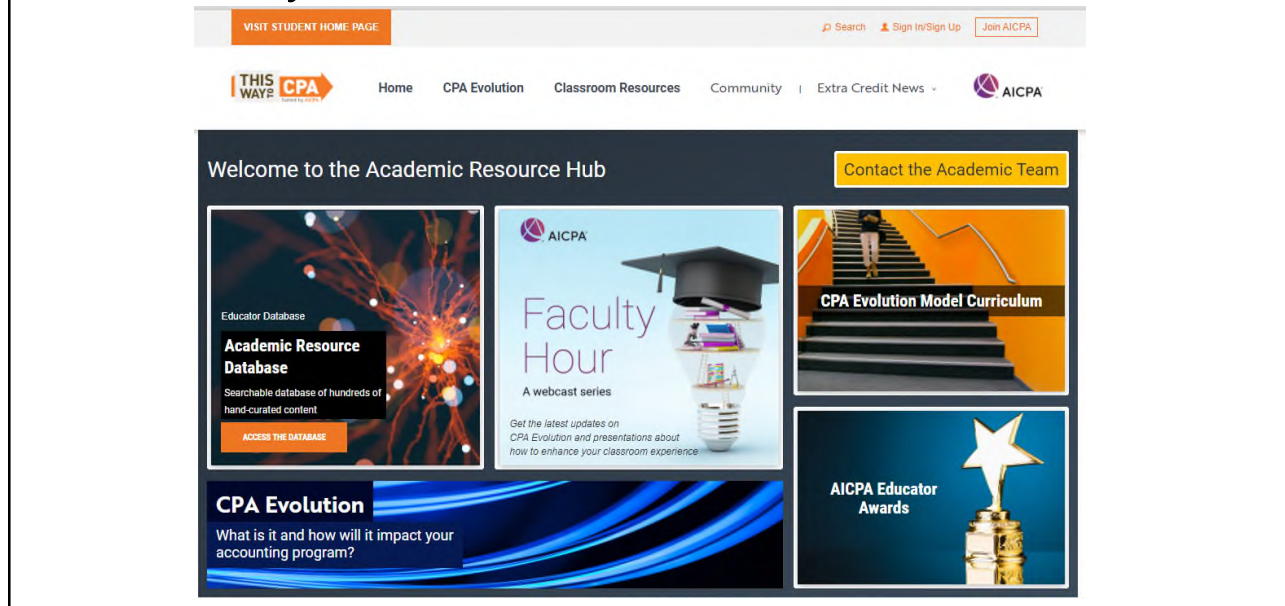 VISIT STUDENT HOME PAGE
Search
Sign In/Sign Up
Join AICPA
THIS
WAY TO
CPA
Home
CPA Evolution
Classroom Resources
Community
|
Extra Credit News
AICPA
Welcome to the Academic Resource Hub
Contact the Academic Team
Educator Database
Academic Resource
Database
Searchable database of hundreds of
hand-curated content
ACCESS THE DATABASE
AICPA
Faculty
Hour
A webcast series
Get the latest updates on
CPA Evolution and presentations about
how to enhance your classroom experience
CPA Evolution Model Curriculum
CPA Evolution
What is it and how will it impact your
accounting program?
AICPA Educator
Awards